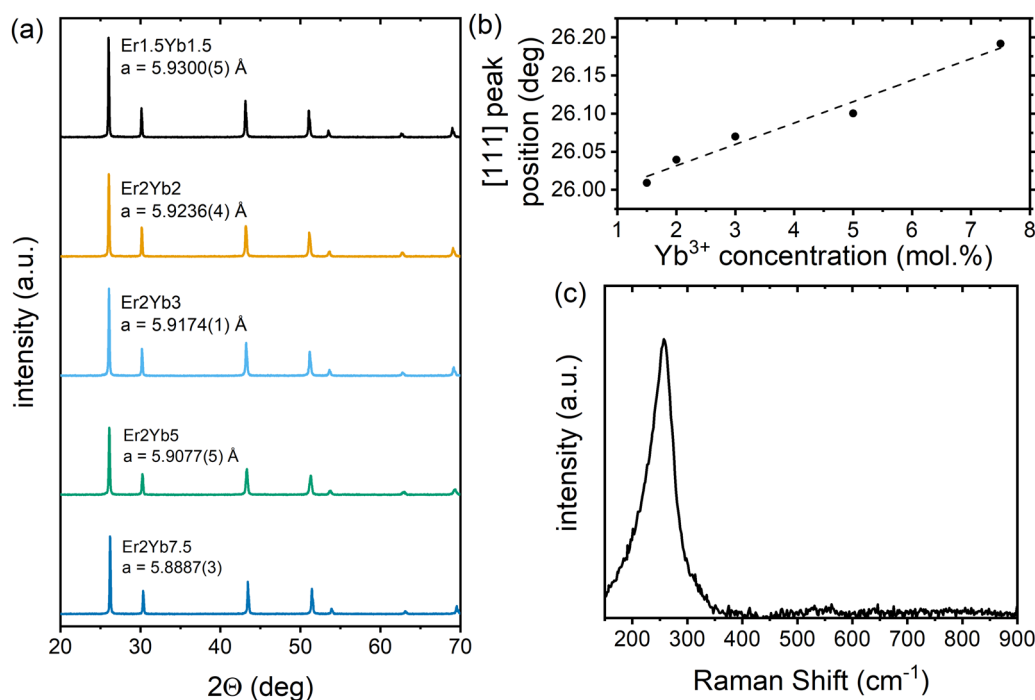 (a)
Er1.5Yb1.5
a = 5.9300(5) Å
Er2Yb2
a = 5.9236(4) Å
Er2Yb3
a = 5.9174(1) Å
Er2Yb5
a = 5.9077(5) Å
Er2Yb7.5
a = 5.8887(3)
intensity (a.u.)
20 30 40 50 60 70
2Θ (deg)
(b)
[111] peak
position (deg)
26.20
26.15
26.10
26.05
26.00
1 2 3 4 5 6 7 8
Yb³⁺ concentration (mol.%)
(c)
intensity (a.u.)
200 300 400 500 600 700 800 900
Raman Shift (cm⁻¹)